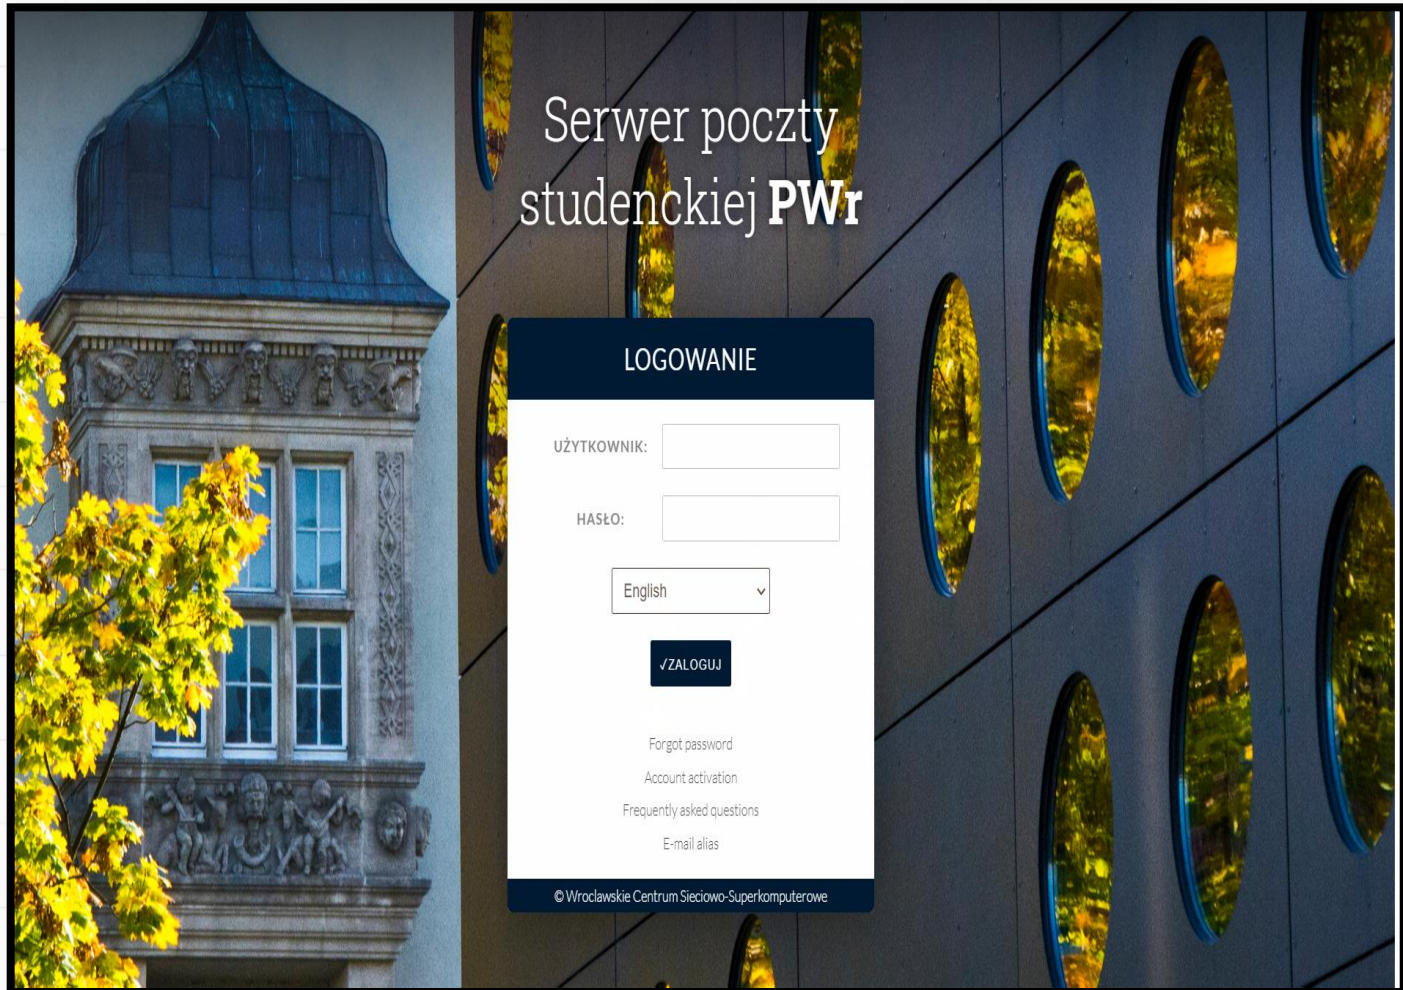 Serwer poczty
studenckiej PWr
LOGOWANIE
UŻYTKOWNIK:
HASŁO:
English
√ZALOGUJ
Forgot password
Account activation
Frequently asked questions
E-mail alias
© Wroclawskie Centrum Sieciowo-Superkomputerowe